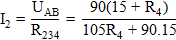 I₂ = U_AB / R₂₃₄ = 90(15 + R₄) / 105R₄ + 90.15